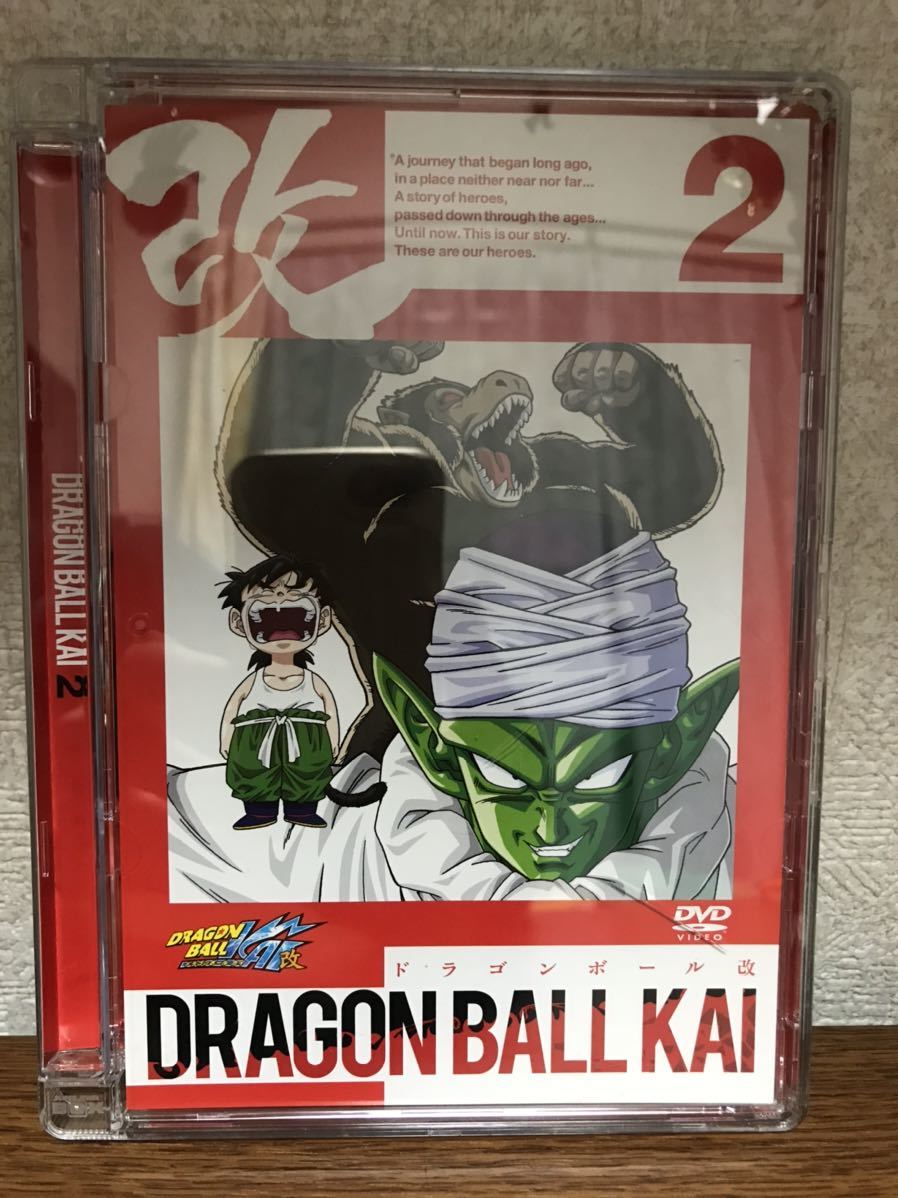 改
"A journey that began long ago,
in a place neither near nor far...
A story of heroes,
passed down through the ages...
Until now. This is our story.
These are our heroes.
2
DRAGON BALL KAI 2
DVD
VIDEO
DRAGON
BALL KAI
改
ドラゴンボール改
DRAGON BALL KAI